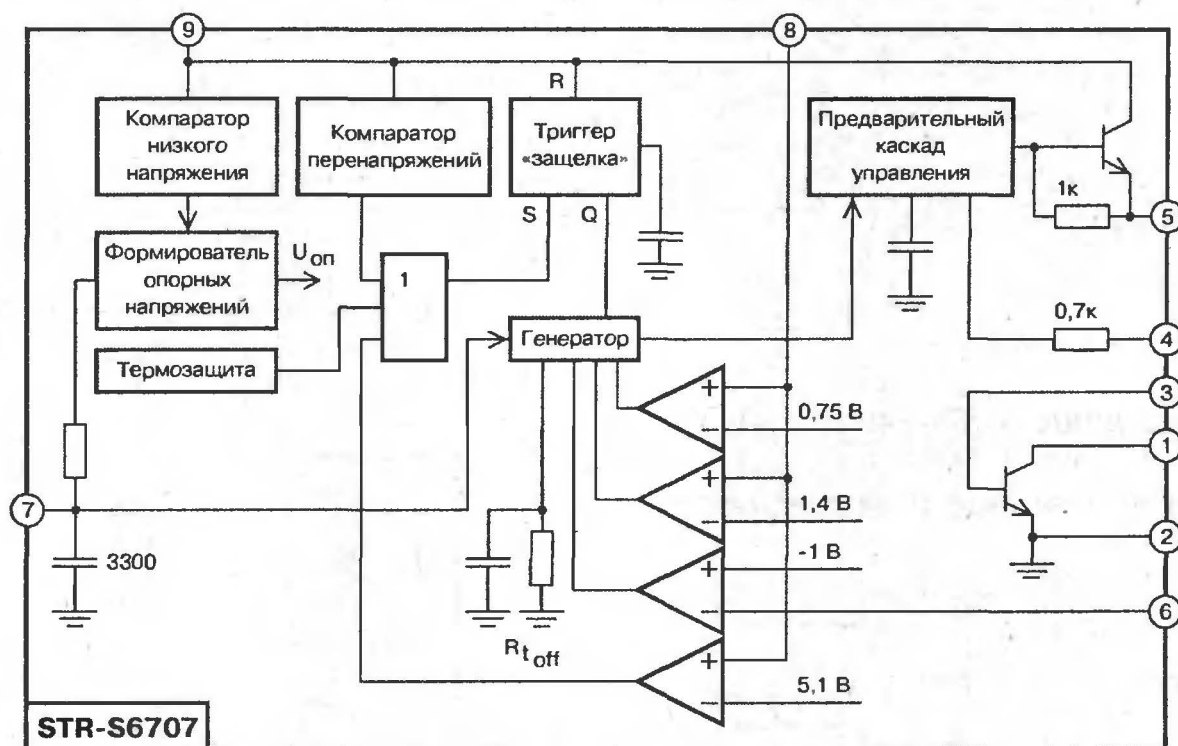 9
8
R
Компаратор
низкого
напряжения
Компаратор
перенапряжений
Триггер
«защелка»
Предварительный
каскад
управления
1к
5
S
Q
Формирователь
опорных
напряжений
Uоп
1
0,7к
4
Термозащита
Генератор
3
+
0,75 В
−
1
7
+
1,4 В
−
2
3300
+
-1 В
−
6
Rt off
+
5,1 В
−
STR-S6707